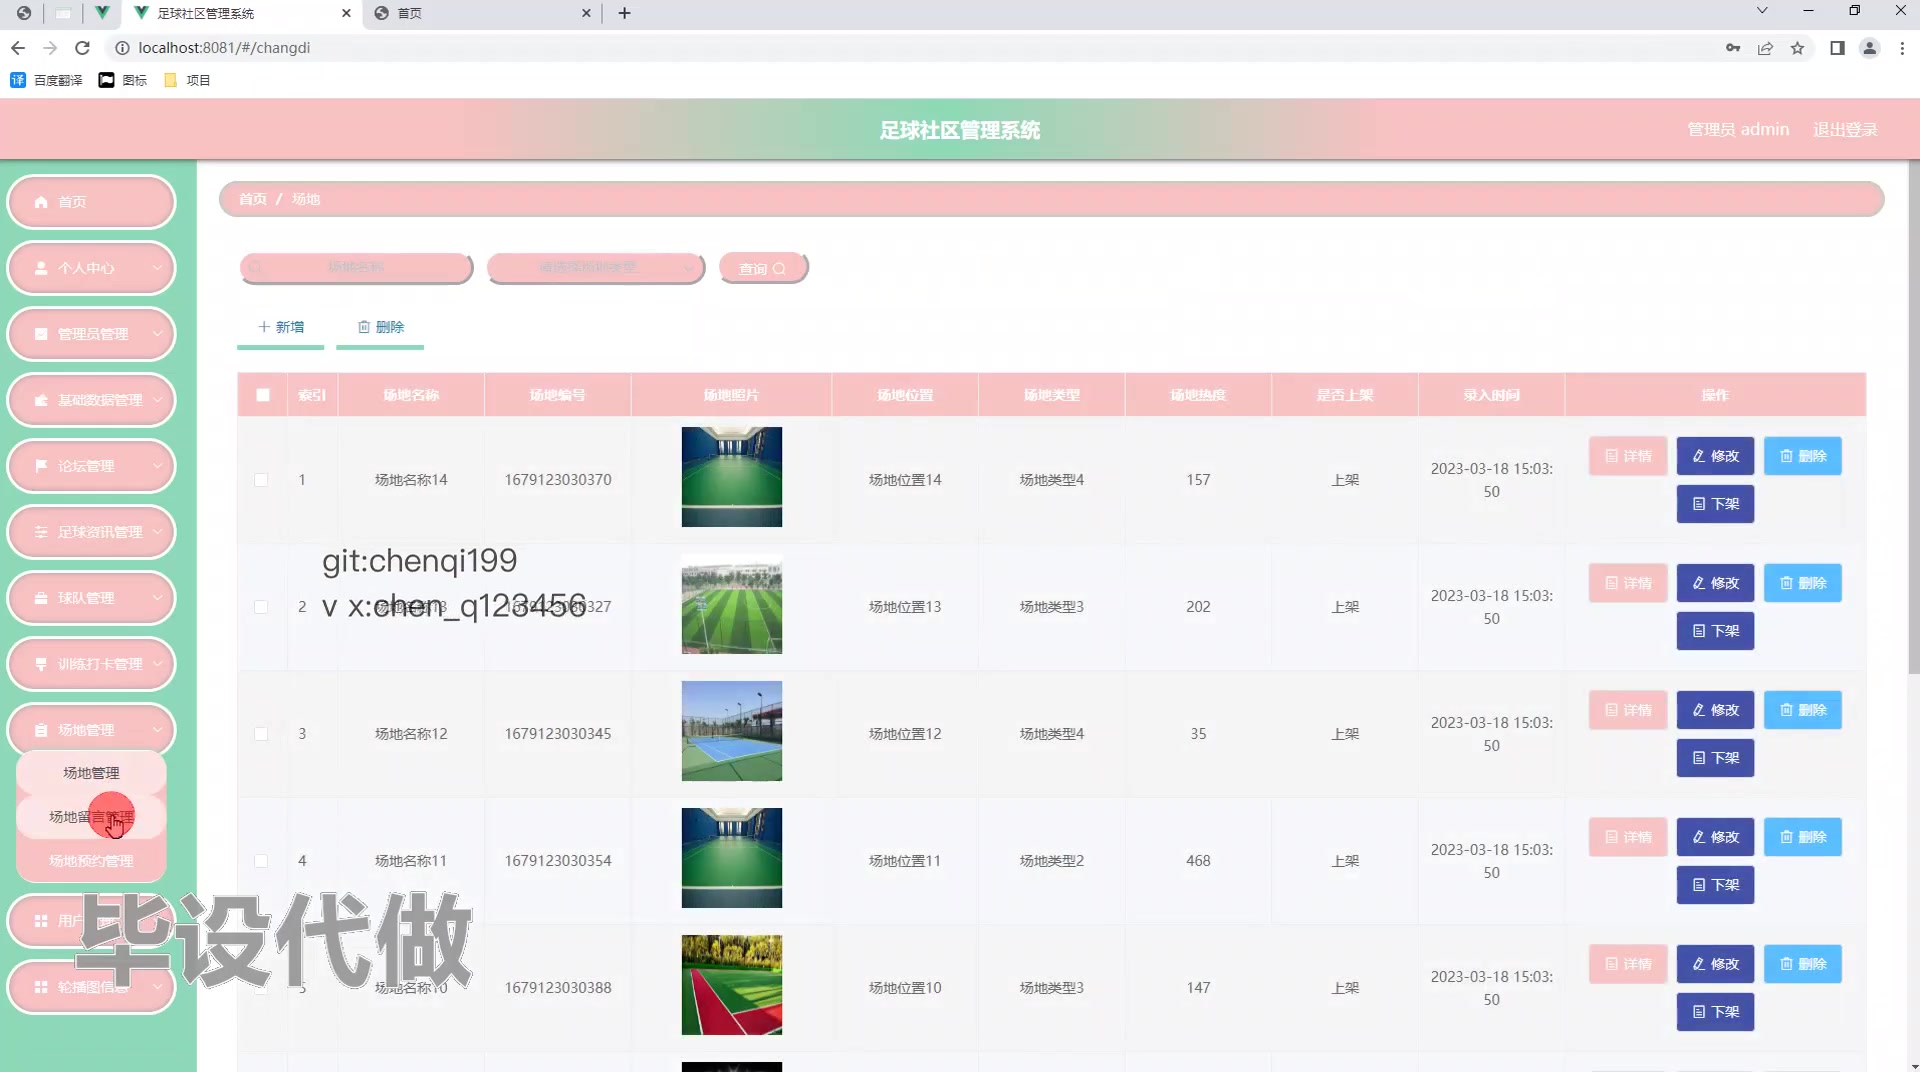 足球社区管理系统
首页
localhost:8081/#/changdi
百度翻译
图标
项目
足球社区管理系统
管理员 admin
退出登录
首页
个人中心
管理员管理
基础数据管理
论坛管理
足球资讯管理
球队管理
训练打卡管理
场地管理
场地管理
场地留言管理
场地预约管理
用户
轮播图信息
首页 / 场地
场地名称
请选择场地类型
查询
新增
删除
索引 场地名称 场地编号 场地照片 场地位置 场地类型 场地热度 是否上架 录入时间 操作
1 场地名称14 1679123030370 场地位置14 场地类型4 157 上架 2023-03-18 15:03:
50
详情 修改 删除
下架
git:chenqi199
v x:chen_q123456
2 场地名称13 1679123030327 场地位置13 场地类型3 202 上架 2023-03-18 15:03:
50
详情 修改 删除
下架
3 场地名称12 1679123030345 场地位置12 场地类型4 35 上架 2023-03-18 15:03:
50
详情 修改 删除
下架
4 场地名称11 1679123030354 场地位置11 场地类型2 468 上架 2023-03-18 15:03:
50
详情 修改 删除
下架
5 场地名称10 1679123030388 场地位置10 场地类型3 147 上架 2023-03-18 15:03:
50
详情 修改 删除
下架
毕设代做